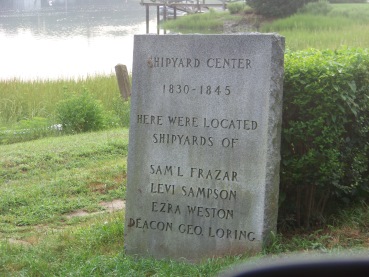 SHIPYARD CENTER
1830-1845
HERE WERE LOCATED
SHIPYARDS OF
SAM'L FRAZAR
LEVI SAMPSON
EZRA WESTON
DEACON GEO. LORING